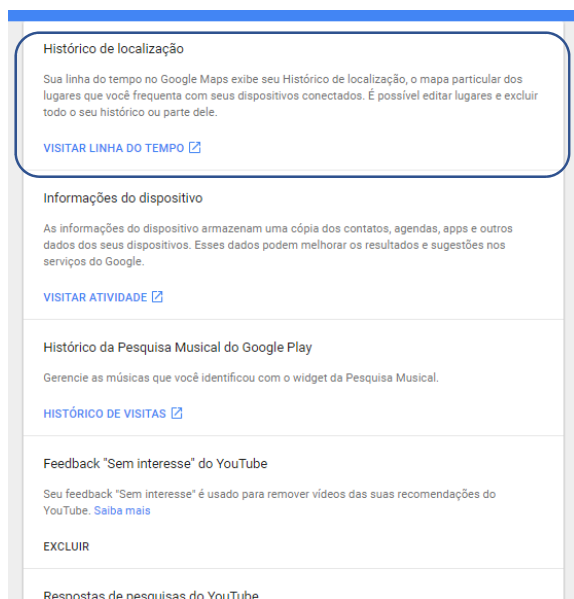 Histórico de localização
Sua linha do tempo no Google Maps exibe seu Histórico de localização, o mapa particular dos
lugares que você frequenta com seus dispositivos conectados. É possível editar lugares e excluir
todo o seu histórico ou parte dele.
VISITAR LINHA DO TEMPO
Informações do dispositivo
As informações do dispositivo armazenam uma cópia dos contatos, agendas, apps e outros
dados dos seus dispositivos. Esses dados podem melhorar os resultados e sugestões nos
serviços do Google.
VISITAR ATIVIDADE
Histórico da Pesquisa Musical do Google Play
Gerencie as músicas que você identificou com o widget da Pesquisa Musical.
HISTÓRICO DE VISITAS
Feedback "Sem interesse" do YouTube
Seu feedback "Sem interesse" é usado para remover vídeos das suas recomendações do
YouTube. Saiba mais
EXCLUIR
Respostas de pesquisas do YouTube